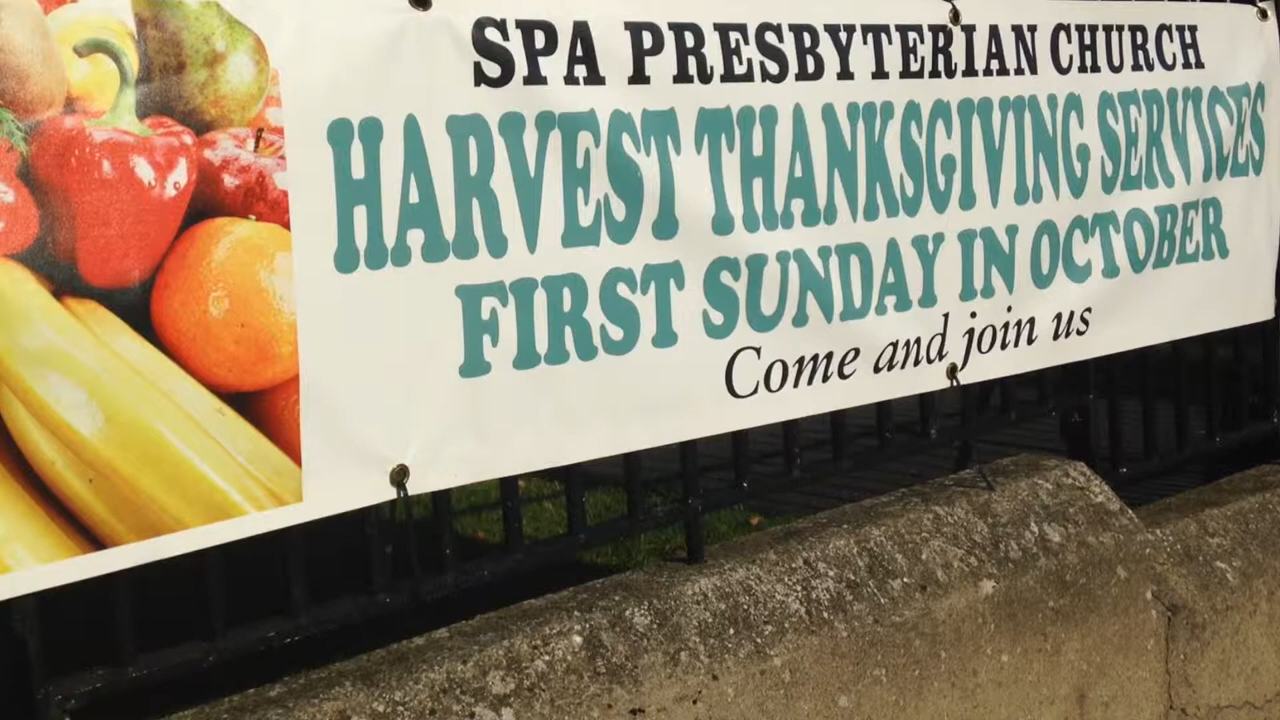 SPA PRESBYTERIAN CHURCH
HARVEST THANKSGIVING SERVICES
FIRST SUNDAY IN OCTOBER
Come and join us